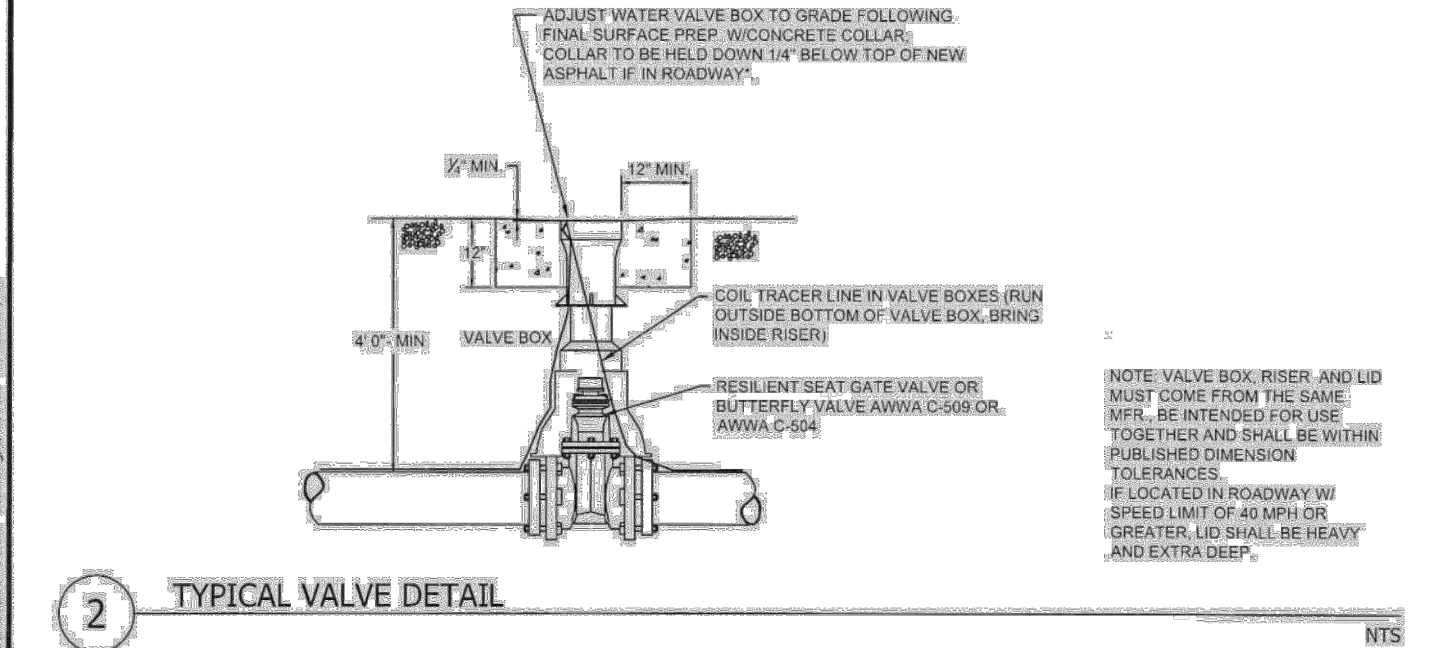 ADJUST WATER VALVE BOX TO GRADE FOLLOWING
FINAL SURFACE PREP. W/CONCRETE COLLAR,
COLLAR TO BE HELD DOWN 1/4" BELOW TOP OF NEW
ASPHALT IF IN ROADWAY*.
1/4" MIN.
12" MIN.
12"
COIL TRACER LINE IN VALVE BOXES (RUN
OUTSIDE BOTTOM OF VALVE BOX, BRING
INSIDE RISER)
4' 0"- MIN
VALVE BOX
RESILIENT SEAT GATE VALVE OR
BUTTERFLY VALVE AWWA C-509 OR
AWWA C-504
NOTE: VALVE BOX, RISER, AND LID
MUST COME FROM THE SAME
MFR., BE INTENDED FOR USE
TOGETHER AND SHALL BE WITHIN
PUBLISHED DIMENSION
TOLERANCES.
IF LOCATED IN ROADWAY W/
SPEED LIMIT OF 40 MPH OR
GREATER, LID SHALL BE HEAVY
AND EXTRA DEEP.
2
TYPICAL VALVE DETAIL
NTS